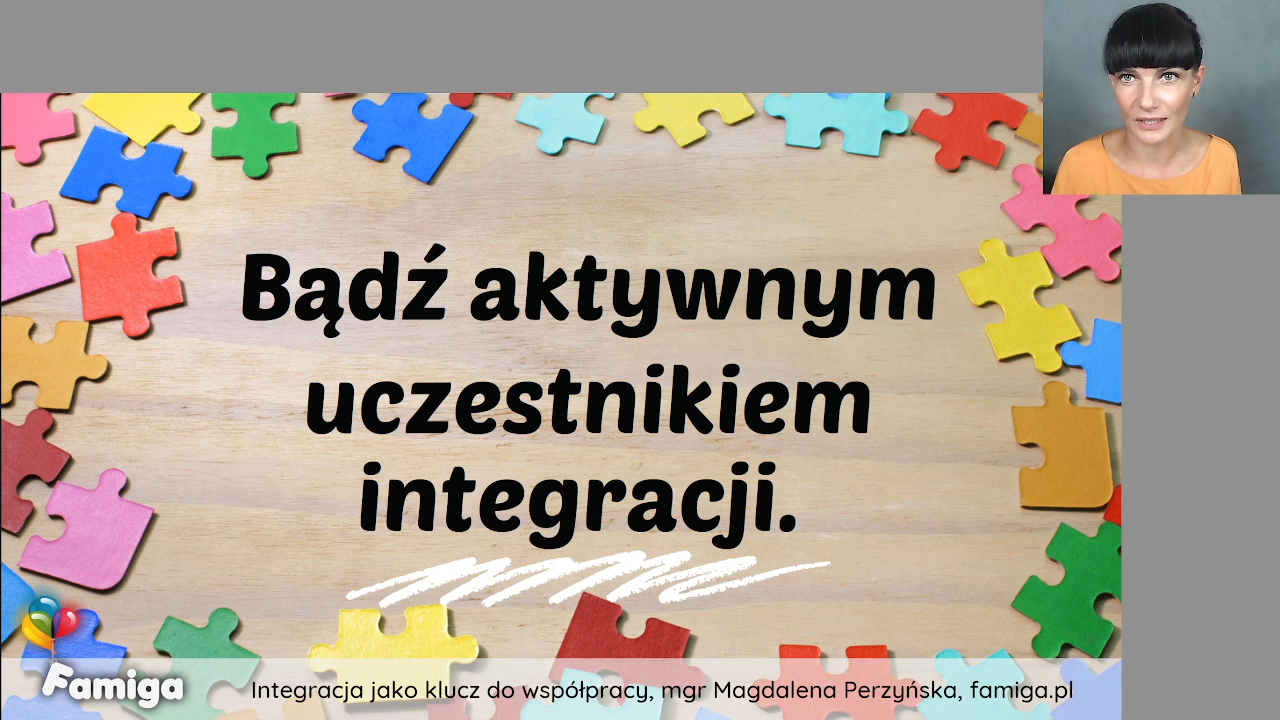 Bądź aktywnym
uczestnikiem
integracji.
Famiga
Integracja jako klucz do współpracy, mgr Magdalena Perzyńska, famiga.pl